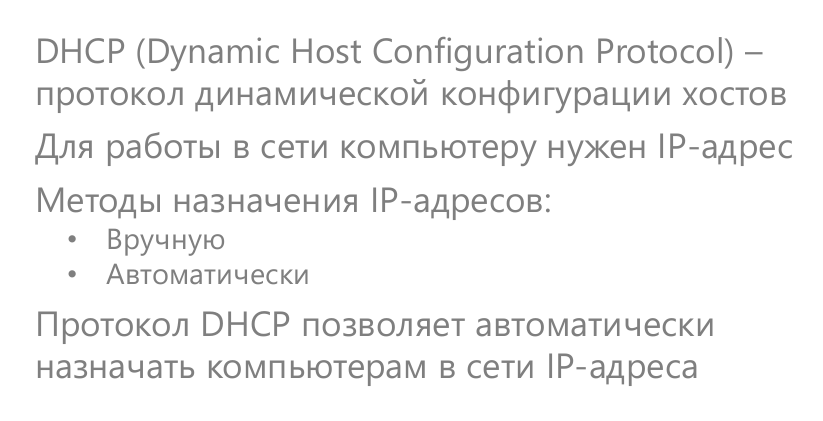 DHCP (Dynamic Host Configuration Protocol) –
протокол динамической конфигурации хостов
Для работы в сети компьютеру нужен IP-адрес
Методы назначения IP-адресов:
• Вручную
• Автоматически
Протокол DHCP позволяет автоматически
назначать компьютерам в сети IP-адреса